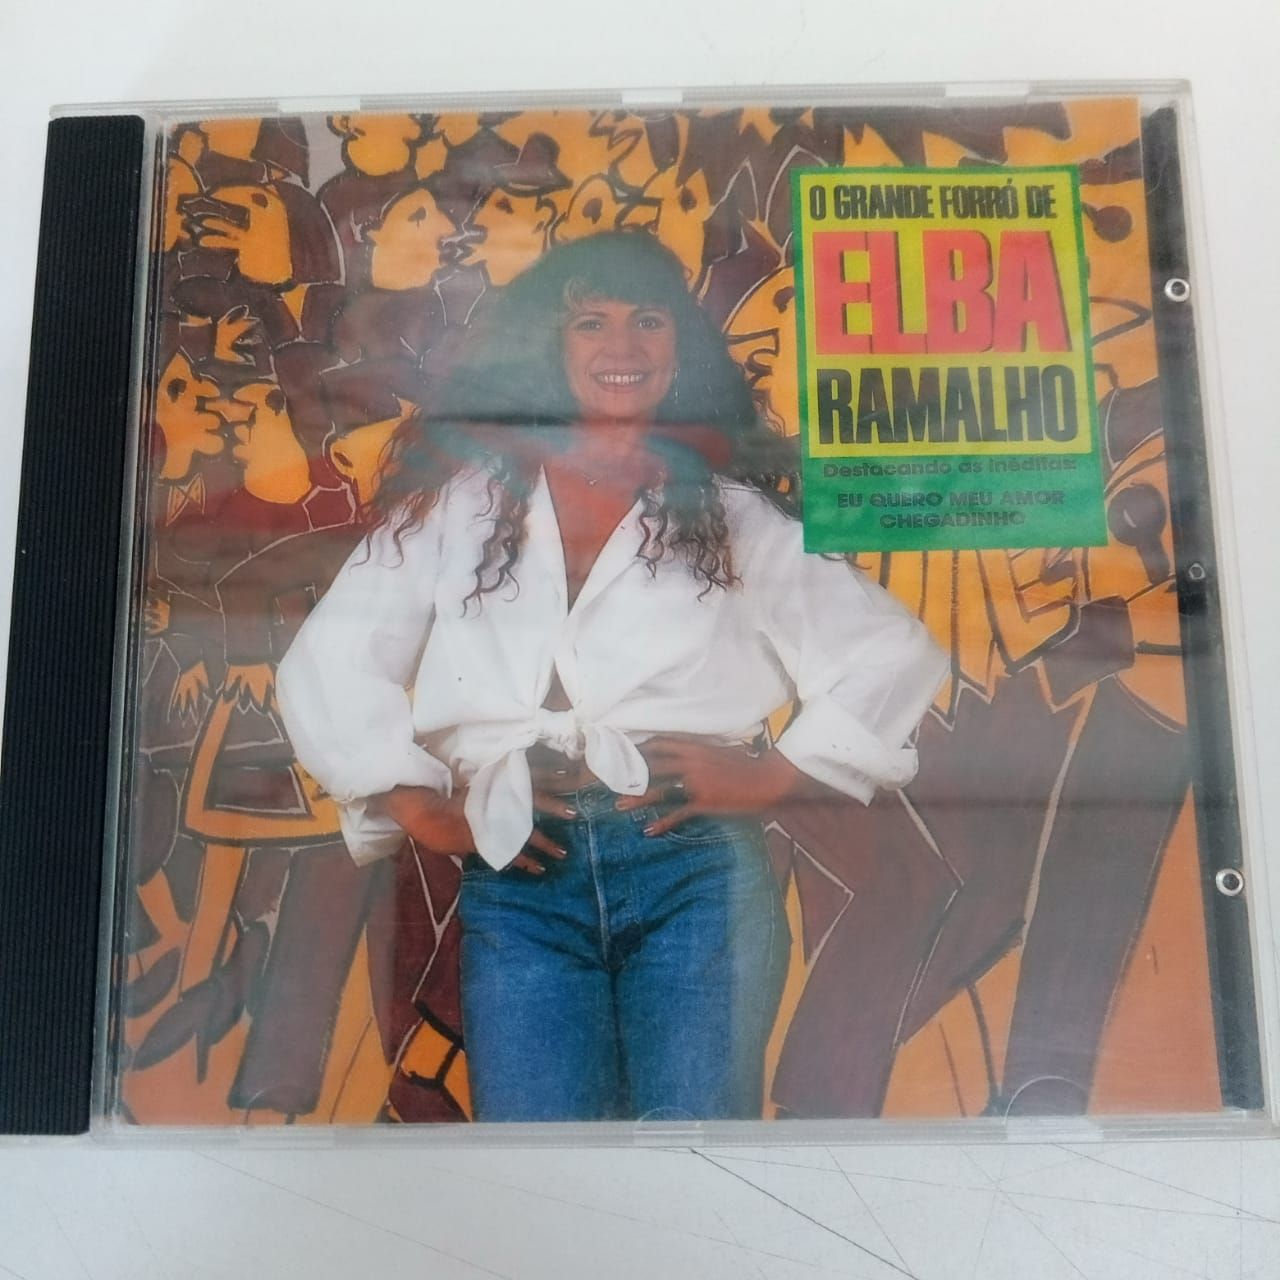 O GRANDE FORRÓ DE
ELBA
RAMALHO
Destacando as inéditas:
EU QUERO MEU AMOR
CHEGADINHO